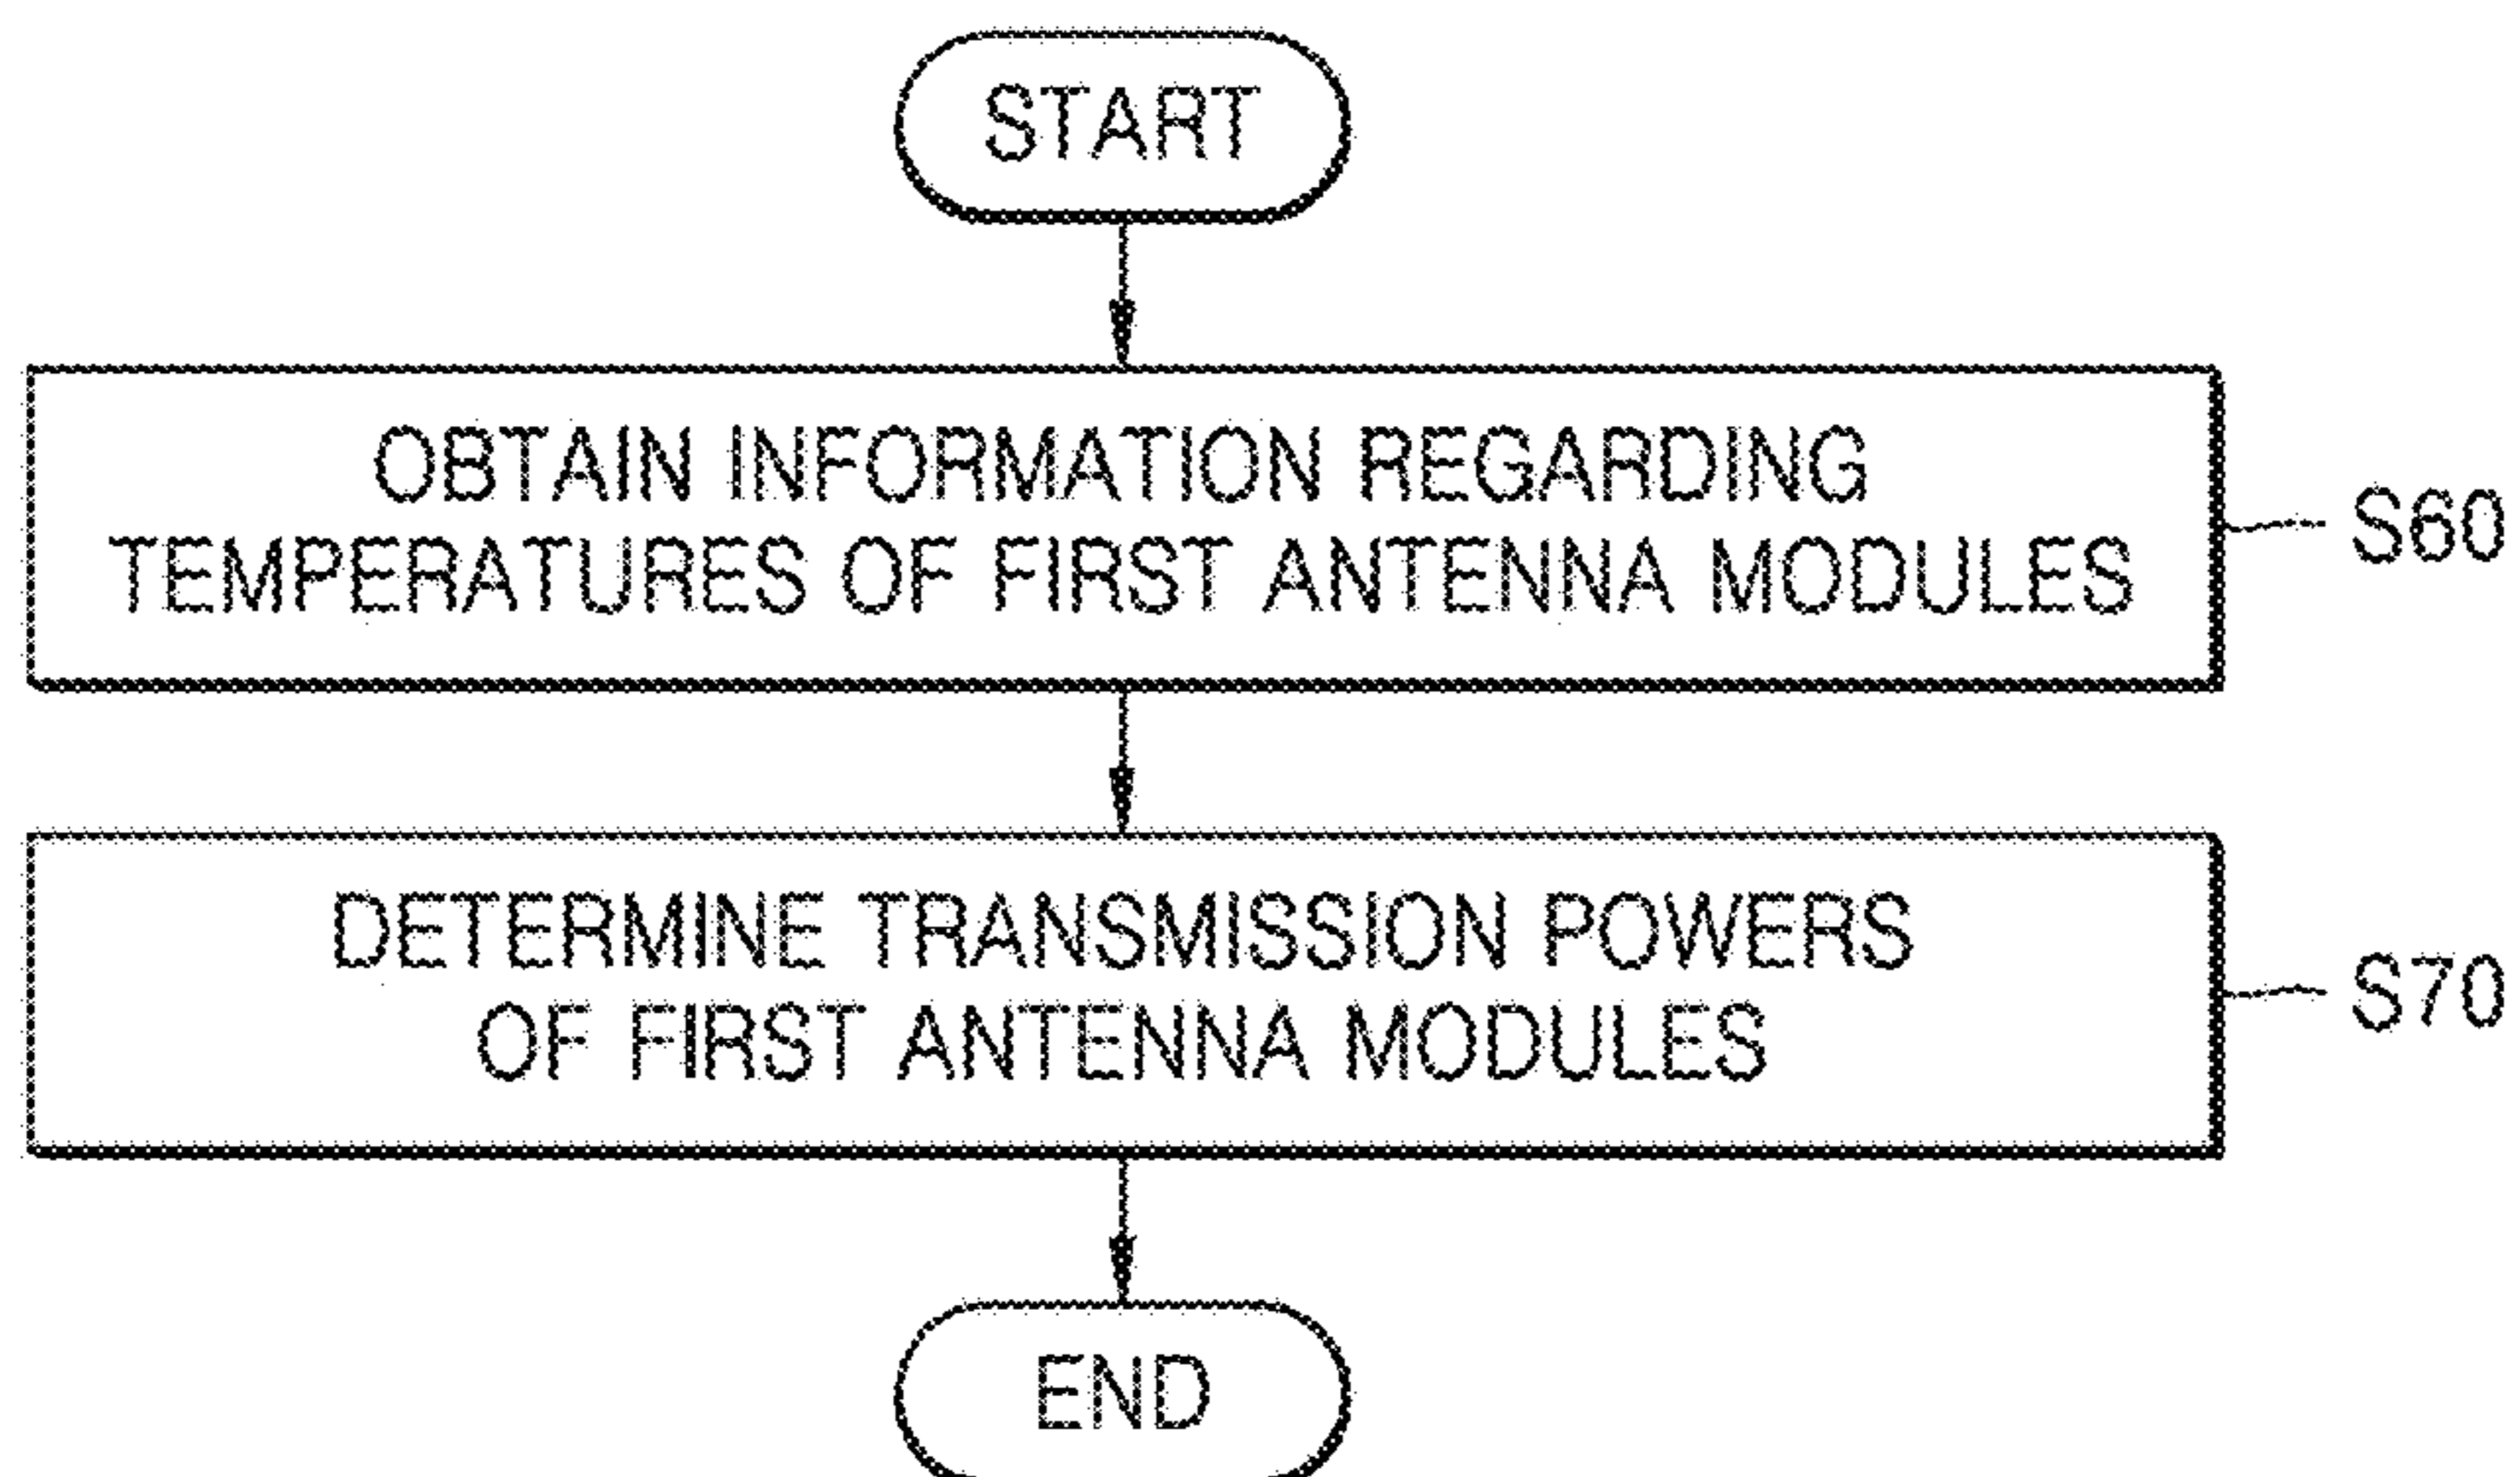 START
OBTAIN INFORMATION REGARDING
TEMPERATURES OF FIRST ANTENNA MODULES
S60
DETERMINE TRANSMISSION POWERS
OF FIRST ANTENNA MODULES
S70
END